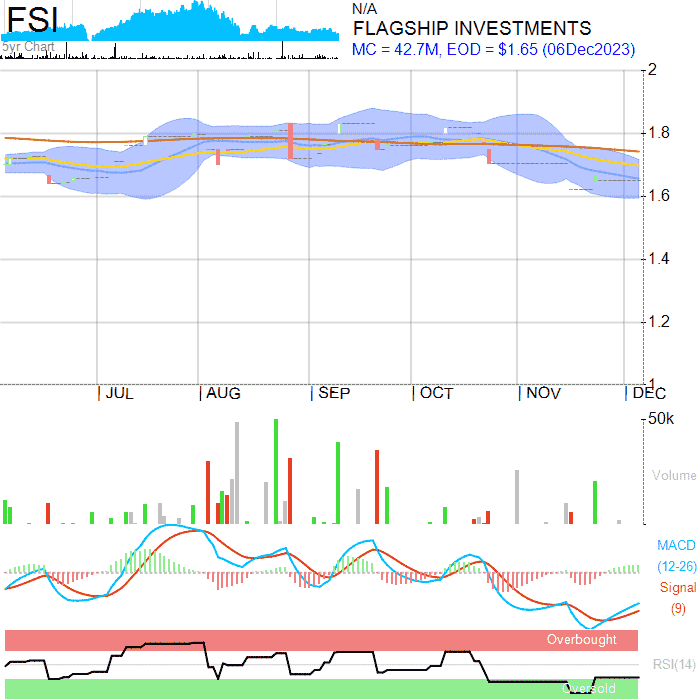 FSI
5yr Chart
N/A
FLAGSHIP INVESTMENTS
MC = 42.7M, EOD = $1.65 (06Dec2023)
2
1.8
1.6
1.4
1.2
1
JUL AUG SEP OCT NOV DEC
50k
Volume
MACD
(12-26)
Signal
(9)
Overbought
RSI(14)
Oversold